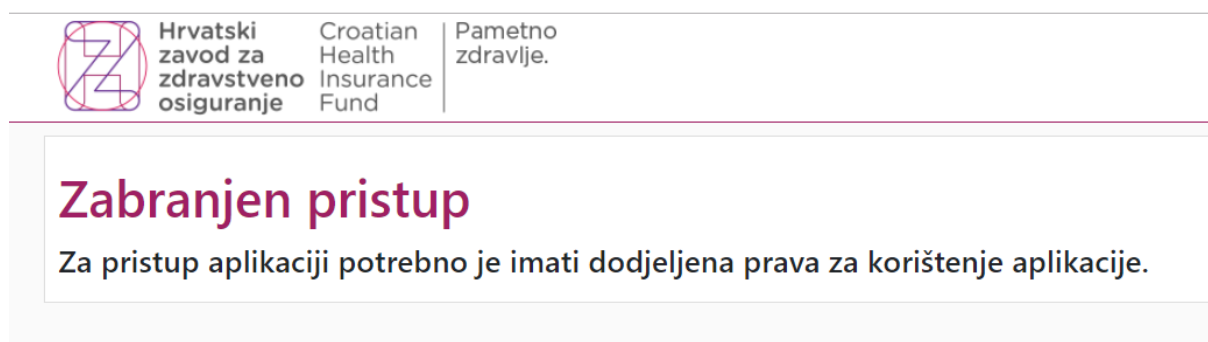 Hrvatski
zavod za
zdravstveno
osiguranje
Croatian
Health
Insurance
Fund
Pametno
zdravlje.
Zabranjen pristup
Za pristup aplikaciji potrebno je imati dodjeljena prava za korištenje aplikacije.